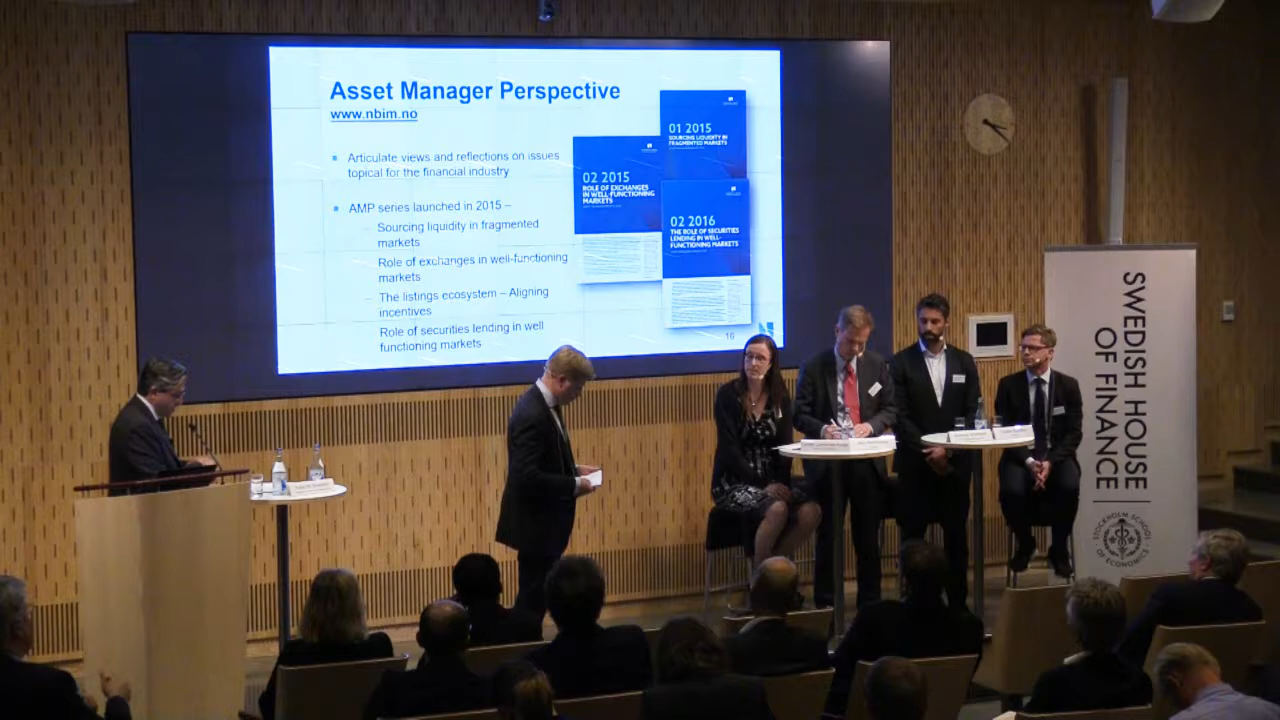 Asset Manager Perspective
www.nbim.no
Articulate views and reflections on issues
topical for the financial industry
AMP series launched in 2015 –
Sourcing liquidity in fragmented
markets
Role of exchanges in well-functioning
markets
– The listings ecosystem – Aligning
incentives
Role of securities lending in well
functioning markets
01 2015
SOURCING LIQUIDITY IN
FRAGMENTED MARKETS
02 2015
ROLE OF EXCHANGES
IN WELL-FUNCTIONING
MARKETS
02 2016
THE ROLE OF SECURITIES
LENDING IN WELL-
FUNCTIONING MARKETS
16
SWEDISH HOUSE
OF FINANCE
STOCKHOLM SCHOOL
OF ECONOMICS